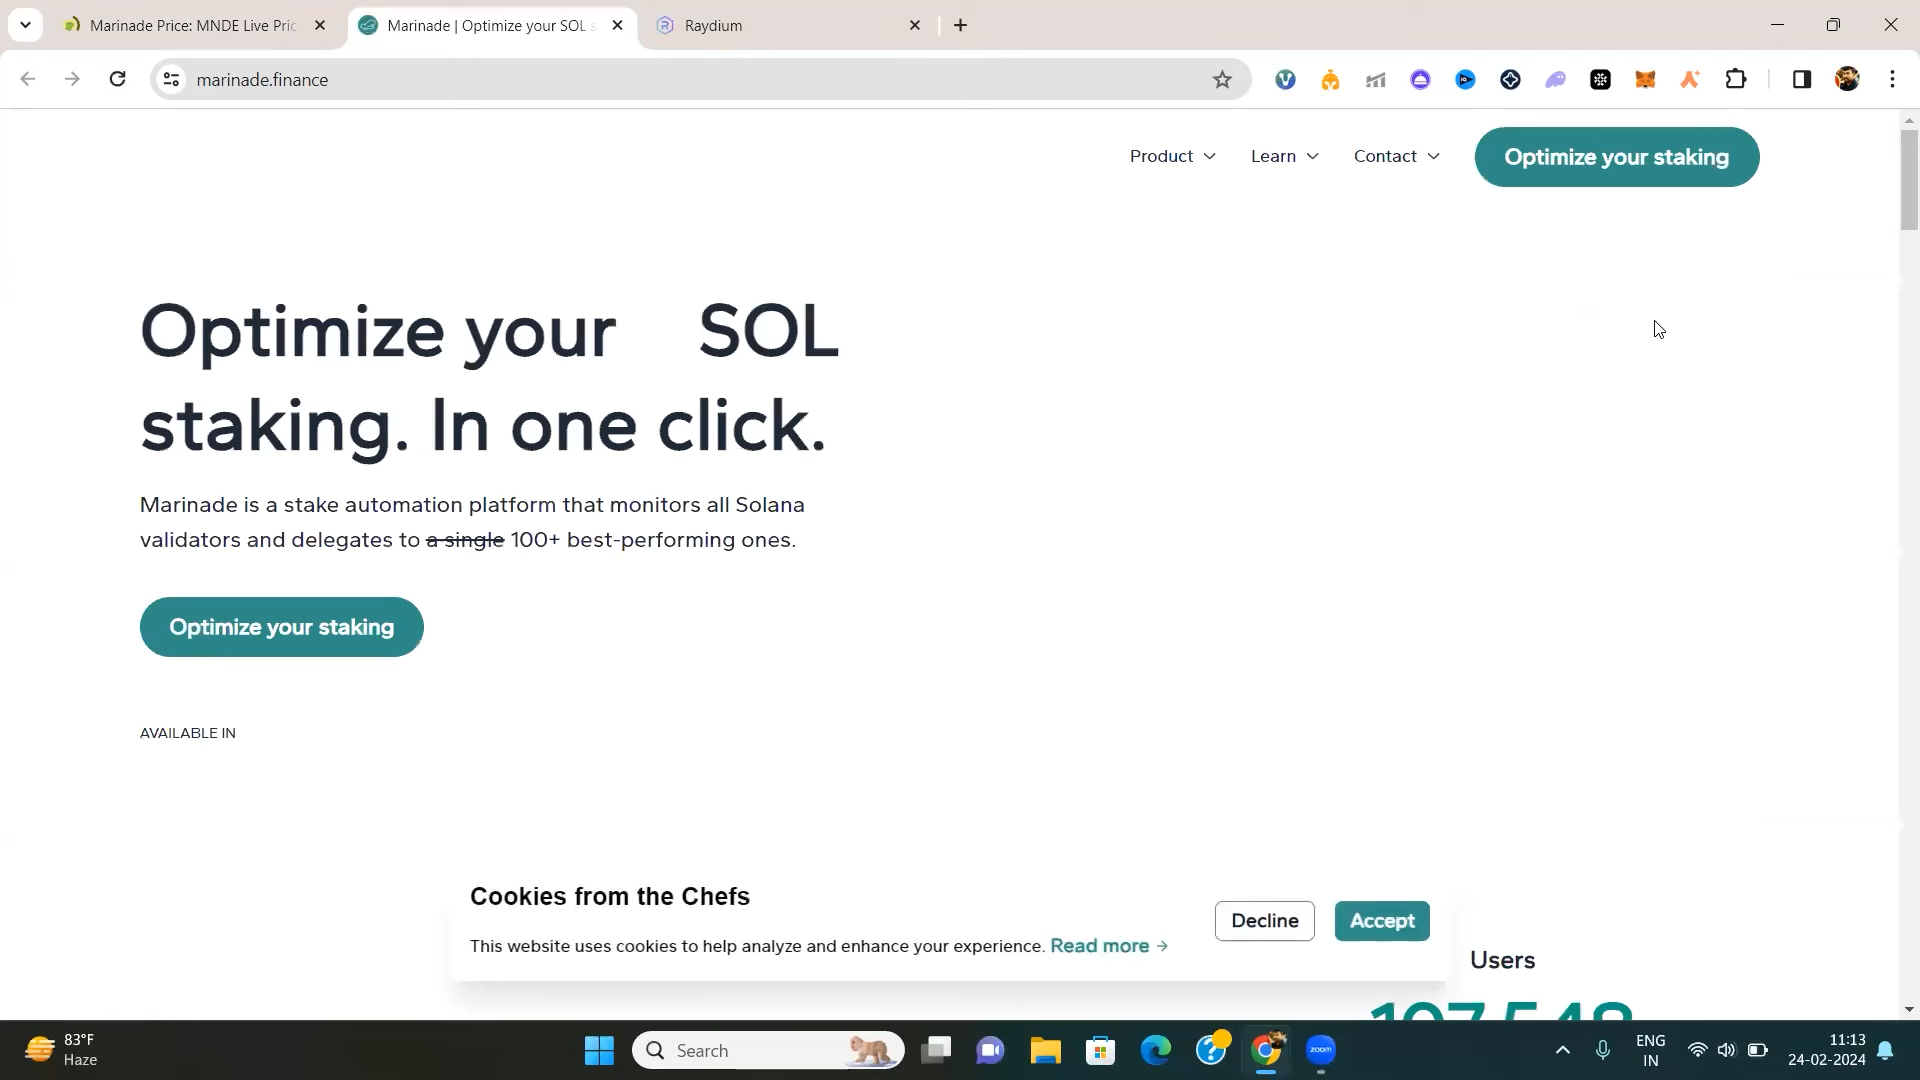 Marinade Price: MNDE Live Pric
Marinade | Optimize your SOL s
Raydium
marinade.finance
Product
Learn
Contact
Optimize your staking
Optimize your SOL
staking. In one click.
Marinade is a stake automation platform that monitors all Solana
validators and delegates to a single 100+ best-performing ones.
Optimize your staking
AVAILABLE IN
Cookies from the Chefs
This website uses cookies to help analyze and enhance your experience. Read more →
Decline
Accept
Users
107,548
83°F
Haze
Search
zoom
ENG
IN
11:13
24-02-2024